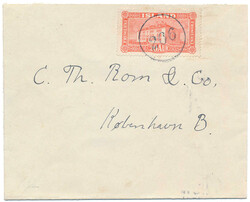 ISLAND
C. Th. Rom & Co.
København B.